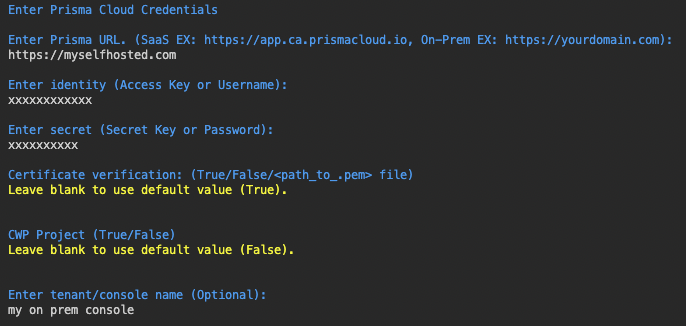 Enter Prisma Cloud Credentials
Enter Prisma URL. (SaaS EX: https://app.ca.prismacloud.io, On-Prem EX: https://yourdomain.com):
https://myselfhosted.com
Enter identity (Access Key or Username):
xxxxxxxxxxxx
Enter secret (Secret Key or Password):
xxxxxxxxxx
Certificate verification: (True/False/<path_to_.pem> file)
Leave blank to use default value (True).
CWP Project (True/False)
Leave blank to use default value (False).
Enter tenant/console name (Optional):
my on prem console